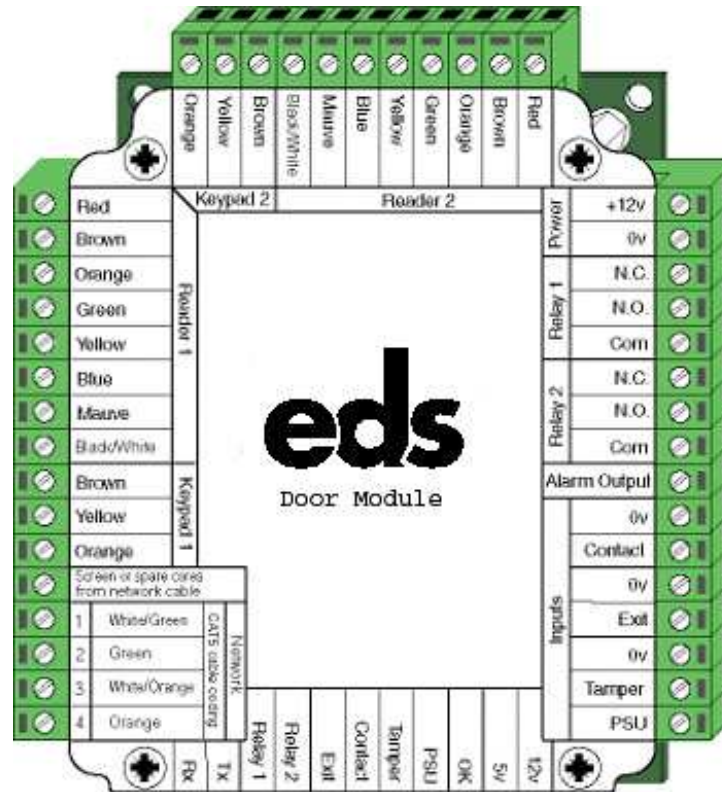 Orange
Yellow
Brown
Black/White
Mauve
Blue
Yellow
Green
Orange
Brown
Red
Keypad 2
Reader 2
Red
Brown
Orange
Green
Yellow
Blue
Mauve
Black/White
Reader 1
Brown
Yellow
Orange
Keypad 1
Screen or spare cores
from network cable
1 White/Green
2 Green
3 White/Orange
4 Orange
CAT5 cable coding
Network
eds
Door Module
Power
+12v
0v
Relay 1
N.C.
N.O.
Com
Relay 2
N.C.
N.O.
Com
Alarm Output
Inputs
0v
Contact
0v
Exit
0v
Tamper
PSU
Rx
Tx
Relay 1
Relay 2
Exit
Contact
Tamper
PSU
OK
5v
12v